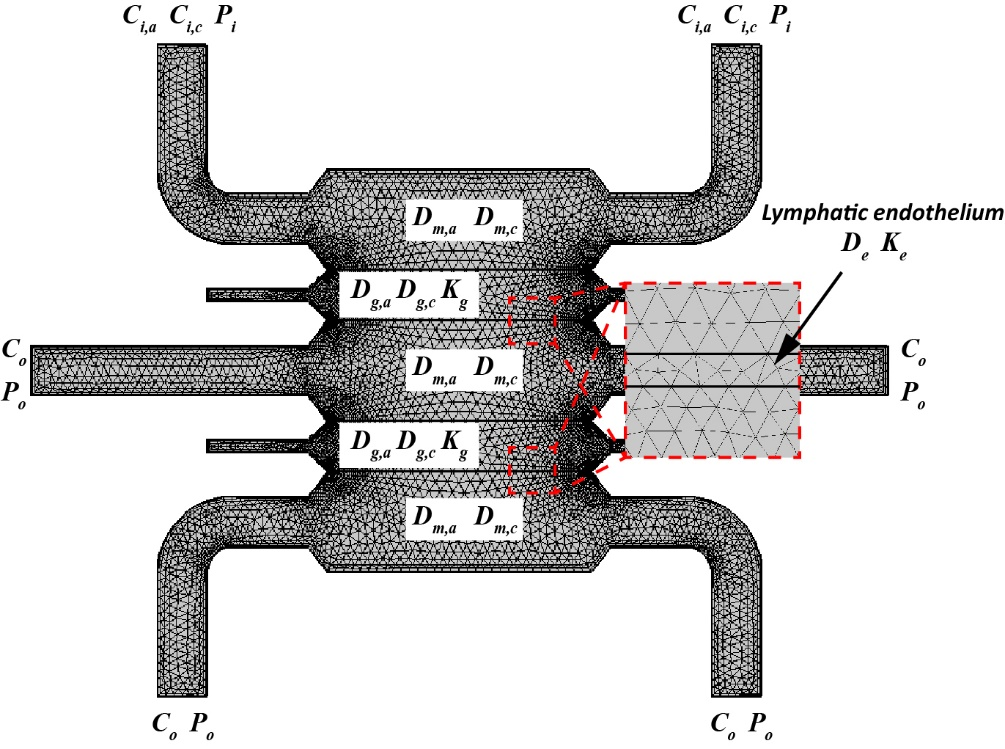 C_{i,a} C_{i,c} P_i
C_{i,a} C_{i,c} P_i
D_{m,a} D_{m,c}
Lymphatic endothelium
D_e K_e
D_{g,a} D_{g,c} K_g
C_o
P_o
D_{m,a} D_{m,c}
C_o
P_o
D_{g,a} D_{g,c} K_g
D_{m,a} D_{m,c}
C_o P_o
C_o P_o